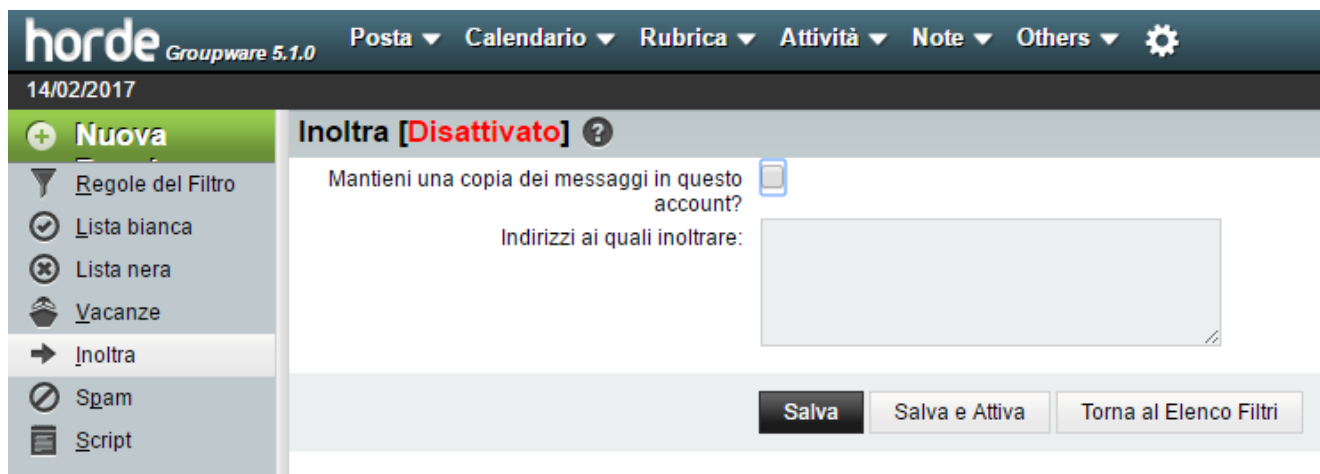 horde Groupware 5.1.0 Posta Calendario Rubrica Attività Note Others
14/02/2017
Nuova
Regole del Filtro
Lista bianca
Lista nera
Vacanze
Inoltra
Spam
Script
Inoltra [Disattivato] ?
Mantieni una copia dei messaggi in questo
account?
Indirizzi ai quali inoltrare:
Salva Salva e Attiva Torna al Elenco Filtri